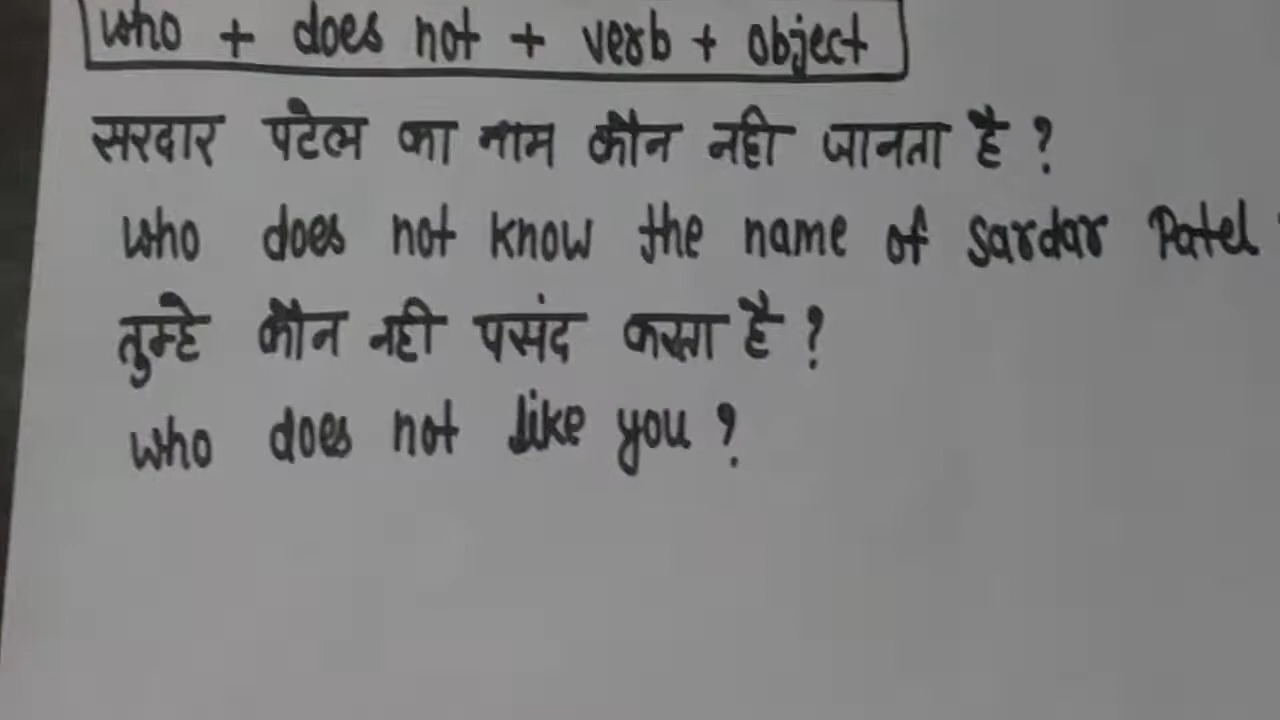 who + does not + verb + object
सरदार पटेल का नाम कौन नही जानता है ?
who does not know the name of Sardar Patel
तुम्हे कौन नही पसंद करता है ?
who does not like you ?